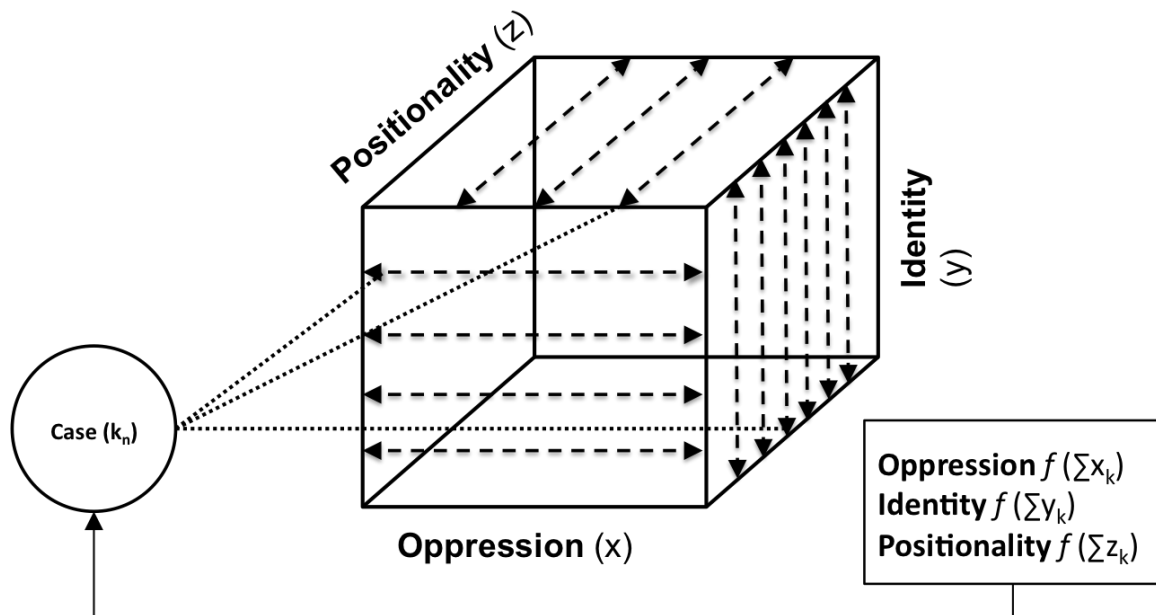 Positionality (z)
Identity
(y)
Case (kn)
Oppression (x)
Oppression f (∑xk)
Identity f (∑yk)
Positionality f (∑zk)